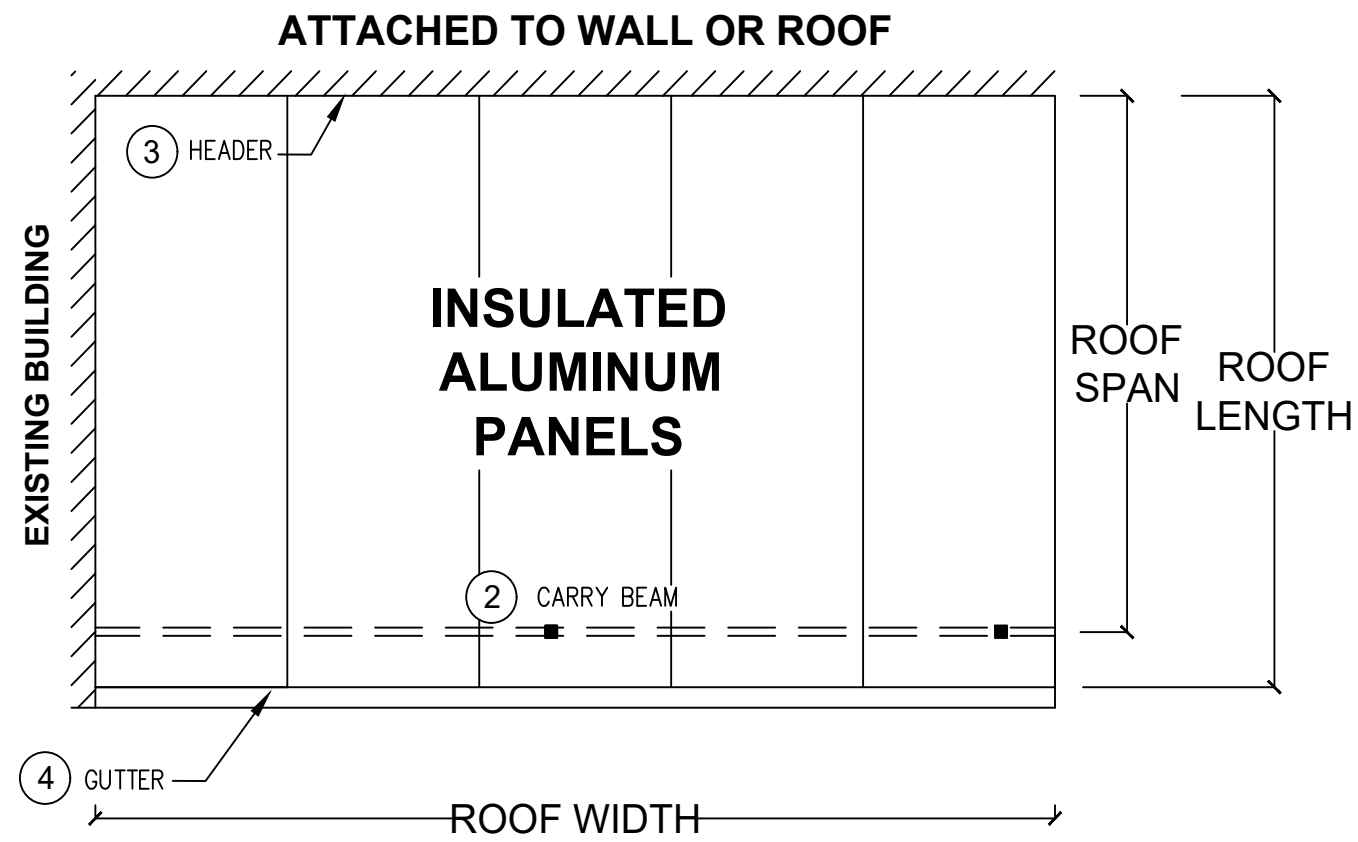 ATTACHED TO WALL OR ROOF
3 HEADER
EXISTING BUILDING
INSULATED
ALUMINUM
PANELS
ROOF
SPAN
ROOF
LENGTH
2 CARRY BEAM
4 GUTTER
ROOF WIDTH